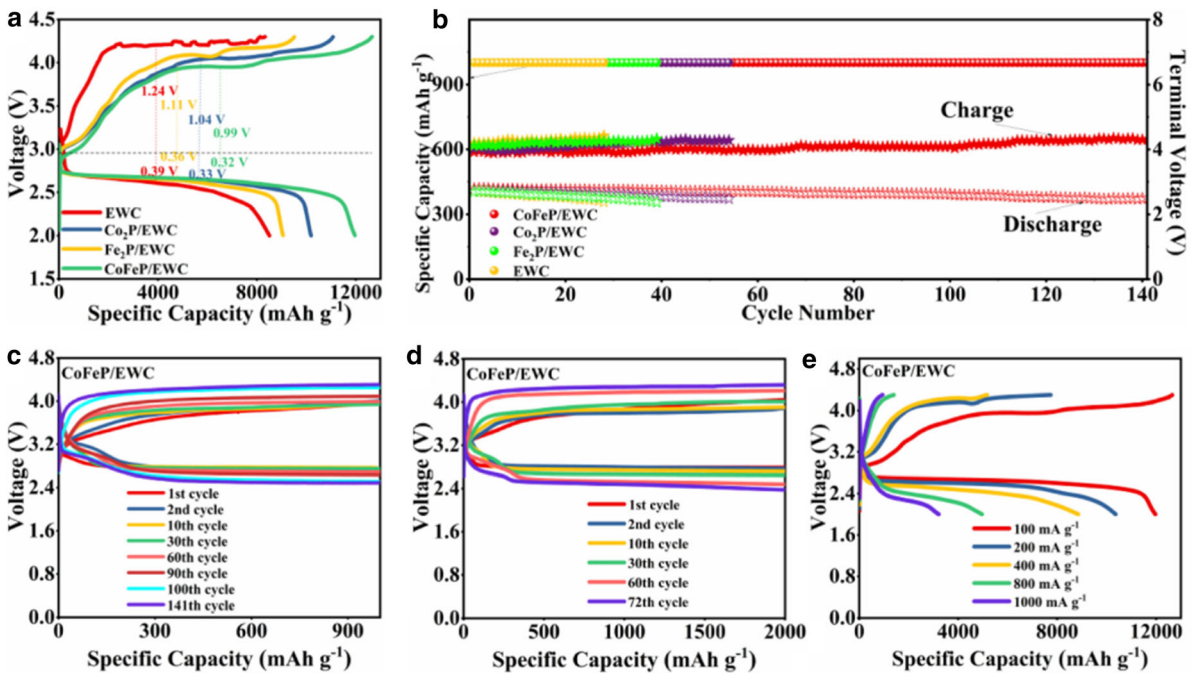 a
4.5
4.0
3.5
3.0
2.5
2.0
1.5
Voltage (V)
1.24 V
1.11 V
1.04 V
0.99 V
0.36 V
0.39 V
0.33 V
0.32 V
EWC
Co₂P/EWC
Fe₂P/EWC
CoFeP/EWC
0
4000
8000
12000
Specific Capacity (mAh g⁻¹)
b
900
600
300
0
Specific Capacity (mAh g⁻¹)
8
6
4
2
0
Terminal Voltage (V)
Charge
Discharge
CoFeP/EWC
Co₂P/EWC
Fe₂P/EWC
EWC
0
20
40
60
80
100
120
140
Cycle Number
c
4.8
4.0
3.2
2.4
1.6
0.8
0.0
Voltage (V)
CoFeP/EWC
1st cycle
2nd cycle
10th cycle
30th cycle
60th cycle
90th cycle
100th cycle
141th cycle
0
300
600
900
Specific Capacity (mAh g⁻¹)
d
4.8
4.0
3.2
2.4
1.6
0.8
0.0
Voltage (V)
CoFeP/EWC
1st cycle
2nd cycle
10th cycle
30th cycle
60th cycle
72th cycle
0
500
1000
1500
2000
Specific Capacity (mAh g⁻¹)
e
4.8
4.0
3.2
2.4
1.6
0.8
0.0
Voltage (V)
CoFeP/EWC
100 mA g⁻¹
200 mA g⁻¹
400 mA g⁻¹
800 mA g⁻¹
1000 mA g⁻¹
0
4000
8000
12000
Specific Capacity (mAh g⁻¹)